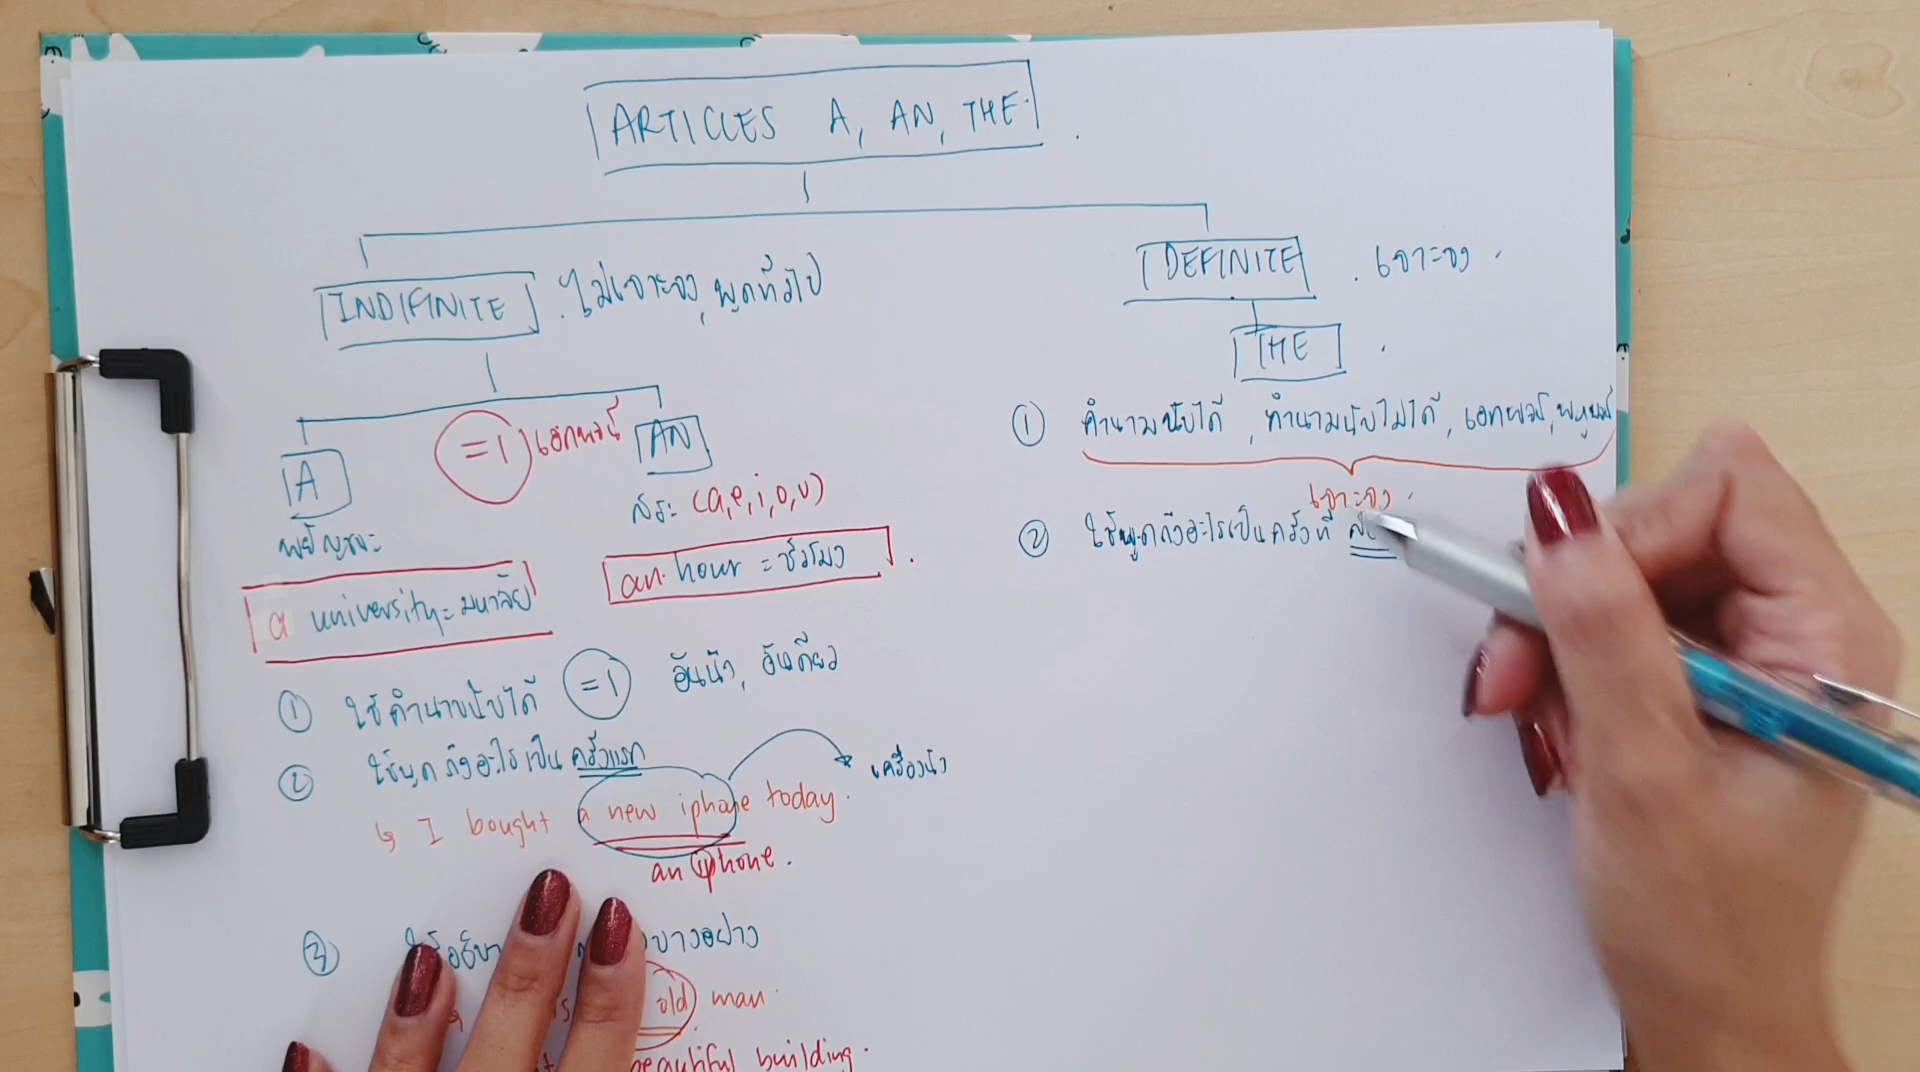 ARTICLES A, AN, THE
INDIFINITE . ไม่เจาะจง, พูดทั่วไป
A
=1 เอกพจน์
AN
พยัญชนะ
สระ (a, e, i, o, u)
a university = มหาลัย
an hour = ชั่วโมง
① ใช้คำนามนับได้ =1 อันนึง, อันเดียว
② ใช้พูดถึงอะไรเป็นครั้งแรก
↳ I bought a new iphone today.
เครื่องนึง
an iphone.
③ บางอย่าง
old man
beautiful building.
DEFINITE . เจาะจง
THE
① คำนามนับได้, คำนามนับไม่ได้, เอกพจน์, พหูพจน์
เจาะจง
② ใช้พูดถึงอะไรเป็นครั้งที่